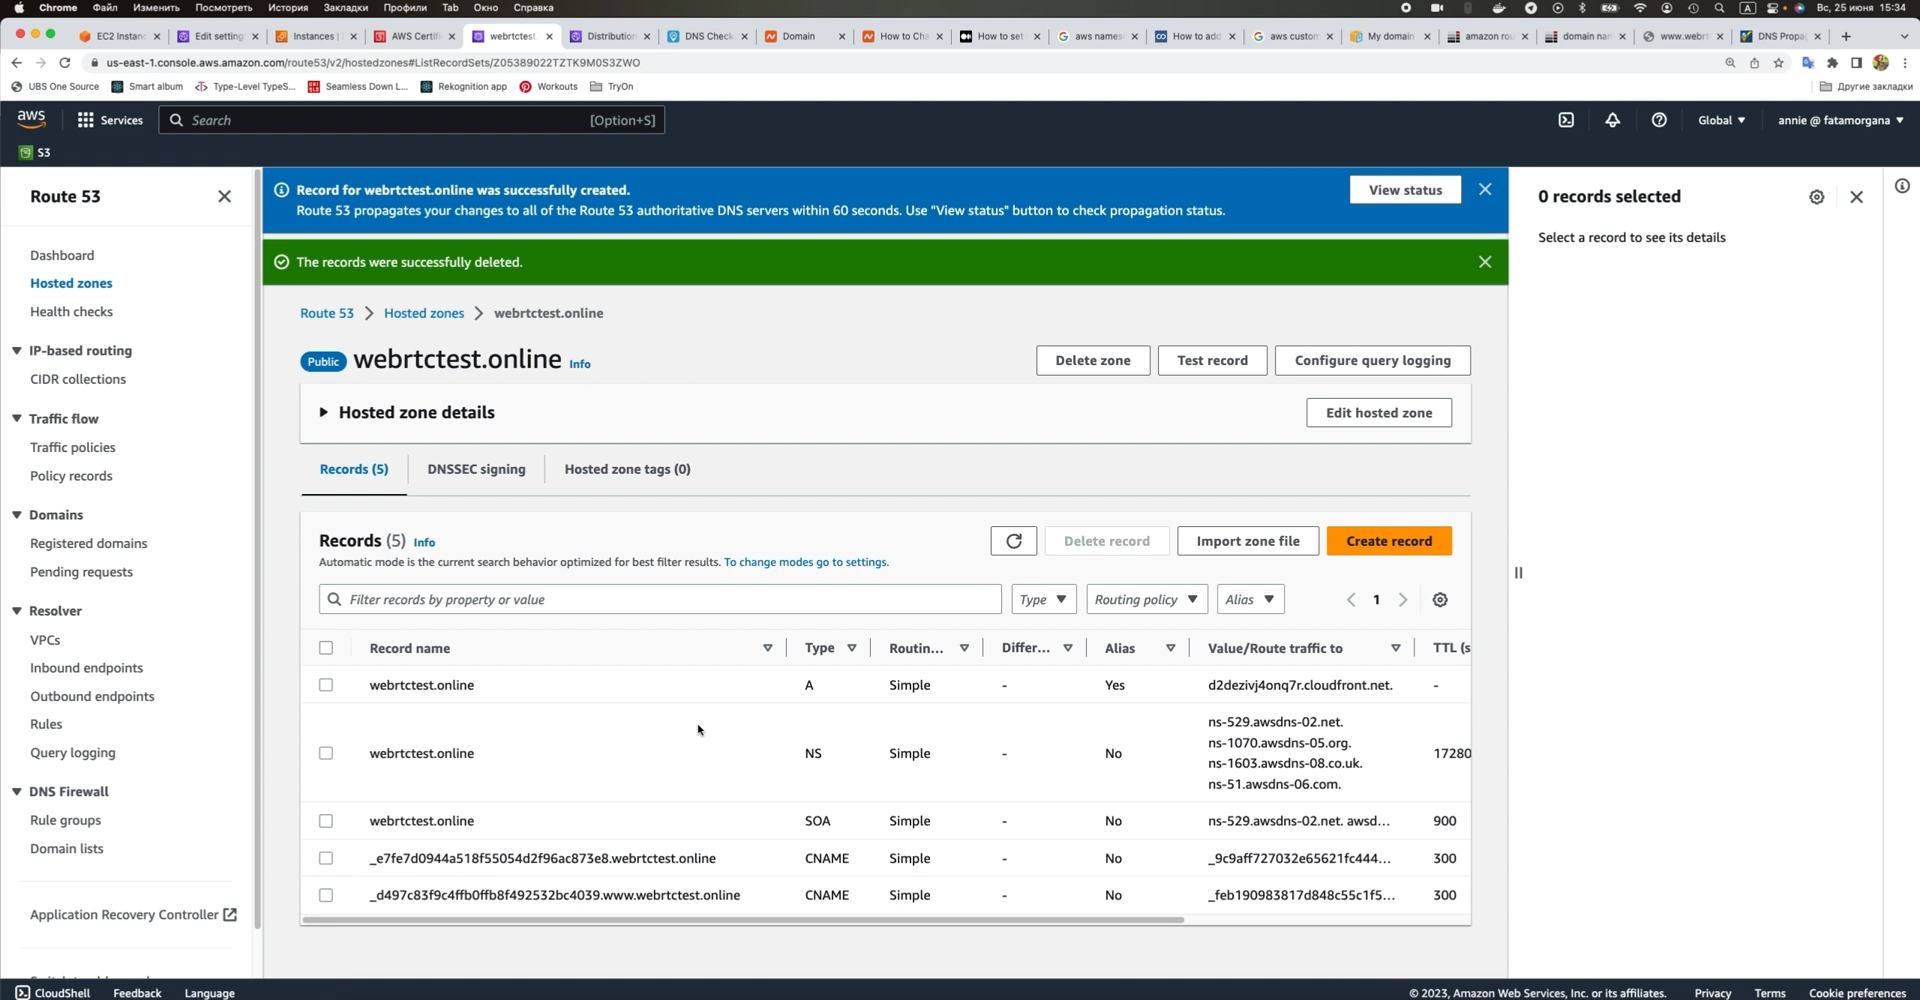 Chrome Файл Изменить Посмотреть История Закладки Профили Tab Окно Справка A Вс, 25 июня 15:34
EC2 Instanc Edit setting Instances | AWS Certifi webrtctest. Distribution DNS Check Domain How to Cha How to set aws names How to add aws custom My domain amazon rou domain nam www.webrt DNS Propa
us-east-1.console.aws.amazon.com/route53/v2/hostedzones#ListRecordSets/Z05389022TZTK9M0S3ZWO
UBS One Source Smart album Type-Level TypeS... Seamless Down L... Rekognition app Workouts TryOn Другие закладки
aws Services Search [Option+S] Global annie @ fatamorgana
S3
Route 53
Dashboard
Hosted zones
Health checks
IP-based routing
CIDR collections
Traffic flow
Traffic policies
Policy records
Domains
Registered domains
Pending requests
Resolver
VPCs
Inbound endpoints
Outbound endpoints
Rules
Query logging
DNS Firewall
Rule groups
Domain lists
Application Recovery Controller
Record for webrtctest.online was successfully created.
Route 53 propagates your changes to all of the Route 53 authoritative DNS servers within 60 seconds. Use "View status" button to check propagation status.
View status
The records were successfully deleted.
Route 53 Hosted zones webrtctest.online
Public webrtctest.online Info
Delete zone Test record Configure query logging
Hosted zone details Edit hosted zone
Records (5) DNSSEC signing Hosted zone tags (0)
Records (5) Info
Automatic mode is the current search behavior optimized for best filter results. To change modes go to settings.
Delete record Import zone file Create record
Filter records by property or value Type Routing policy Alias 1
Record name Type Routin... Differ... Alias Value/Route traffic to TTL (s
webrtctest.online A Simple - Yes d2dezivj4onq7r.cloudfront.net. -
webrtctest.online NS Simple - No ns-529.awsdns-02.net.
ns-1070.awsdns-05.org.
ns-1603.awsdns-08.co.uk.
ns-51.awsdns-06.com.
17280
webrtctest.online SOA Simple - No ns-529.awsdns-02.net. awsd... 900
_e7fe7d0944a518f55054d2f96ac873e8.webrtctest.online CNAME Simple - No _9c9aff727032e65621fc444... 300
_d497c83f9c4ffb0ffb8f492532bc4039.www.webrtctest.online CNAME Simple - No _feb190983817d848c55c1f5... 300
0 records selected
Select a record to see its details
CloudShell Feedback Language © 2023, Amazon Web Services, Inc. or its affiliates. Privacy Terms Cookie preferences